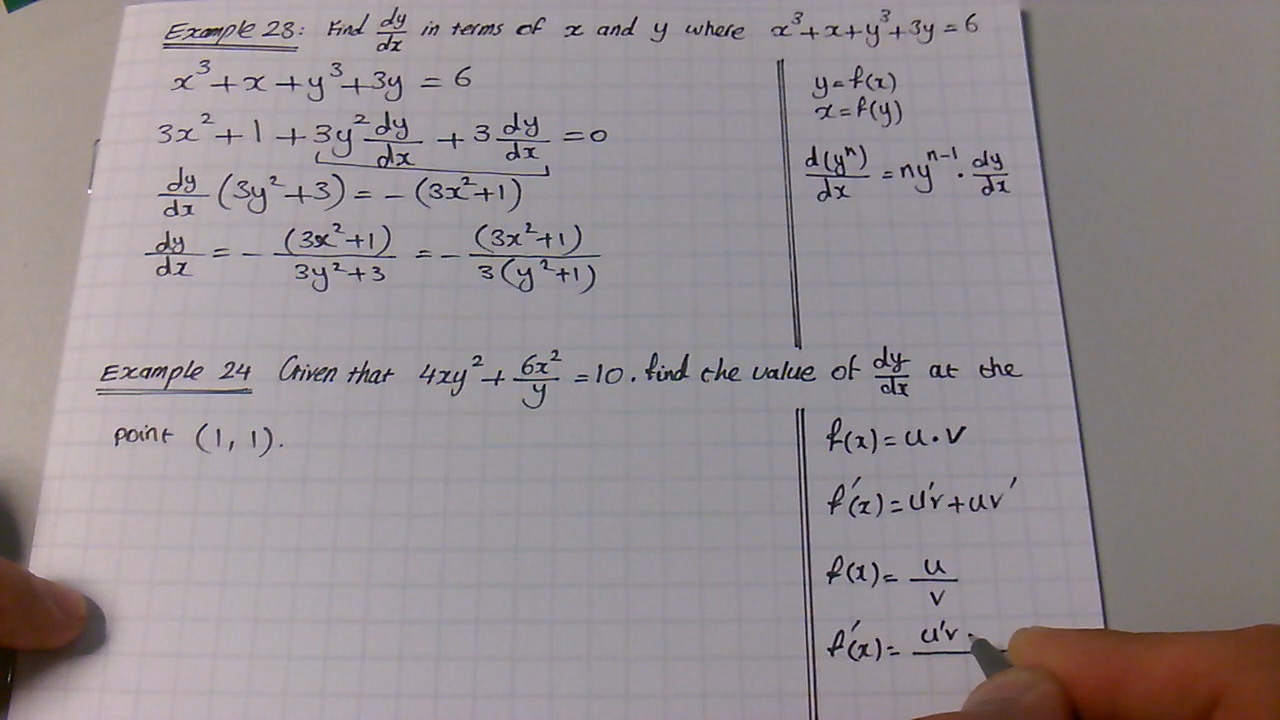 Example 23: Find dy/dx in terms of x and y where x³+x+y³+3y=6
x³+x+y³+3y=6
3x²+1+3y² dy/dx +3 dy/dx =0
dy/dx (3y²+3)=-(3x²+1)
dy/dx = - (3x²+1)/(3y²+3) = - (3x²+1)/3(y²+1)
y=f(x)
x=f(y)
d(yⁿ)/dx = nyⁿ⁻¹ · dy/dx
Example 24 Given that 4xy² + 6x²/y = 10. find the value of dy/dx at the
point (1, 1).
f(x)=u·v
f'(x)=u'v+uv'
f(x)= u/v
f'(x)= u'v